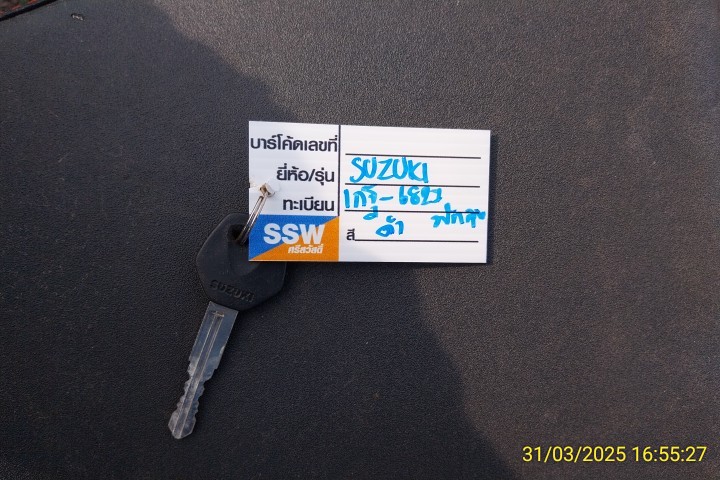 บาร์โค้ดเลขที่
ยี่ห้อ/รุ่น SUZUKI
ทะเบียน
สี ดำ
SSW
ศรีสวัสดิ์
SUZUKI
31/03/2025 16:55:27